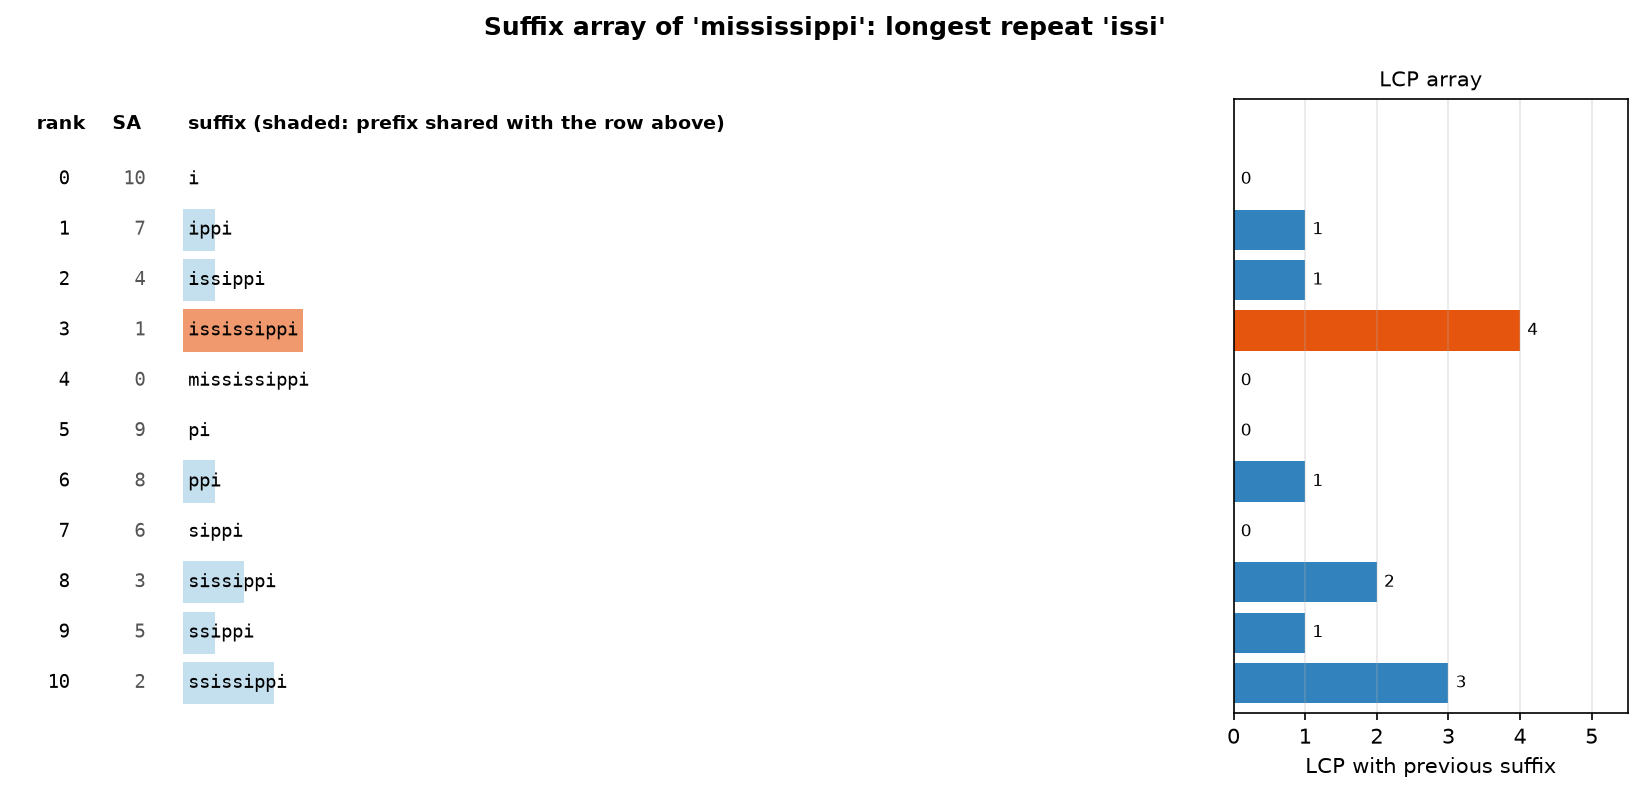 Suffix array of 'mississippi': longest repeat 'issi'
LCP array
rank SA suffix (shaded: prefix shared with the row above)
0 10 i 0
1 7 ippi 1
2 4 issippi 1
3 1 ississippi 4
4 0 mississippi 0
5 9 pi 0
6 8 ppi 1
7 6 sippi 0
8 3 sissippi 2
9 5 ssippi 1
10 2 ssissippi 3
0 1 2 3 4 5
LCP with previous suffix